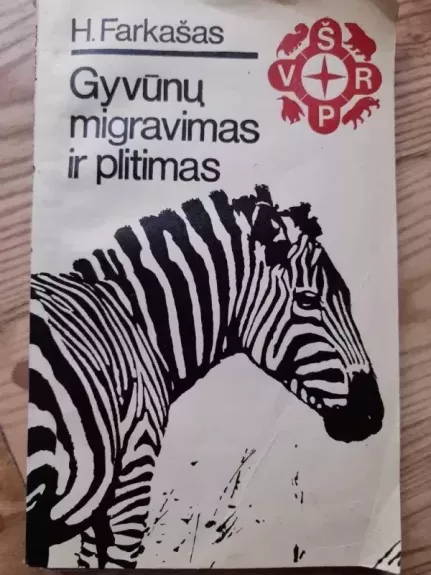 H. Farkašas
Gyvūnų
migravimas
ir plitimas
Š
V R
P